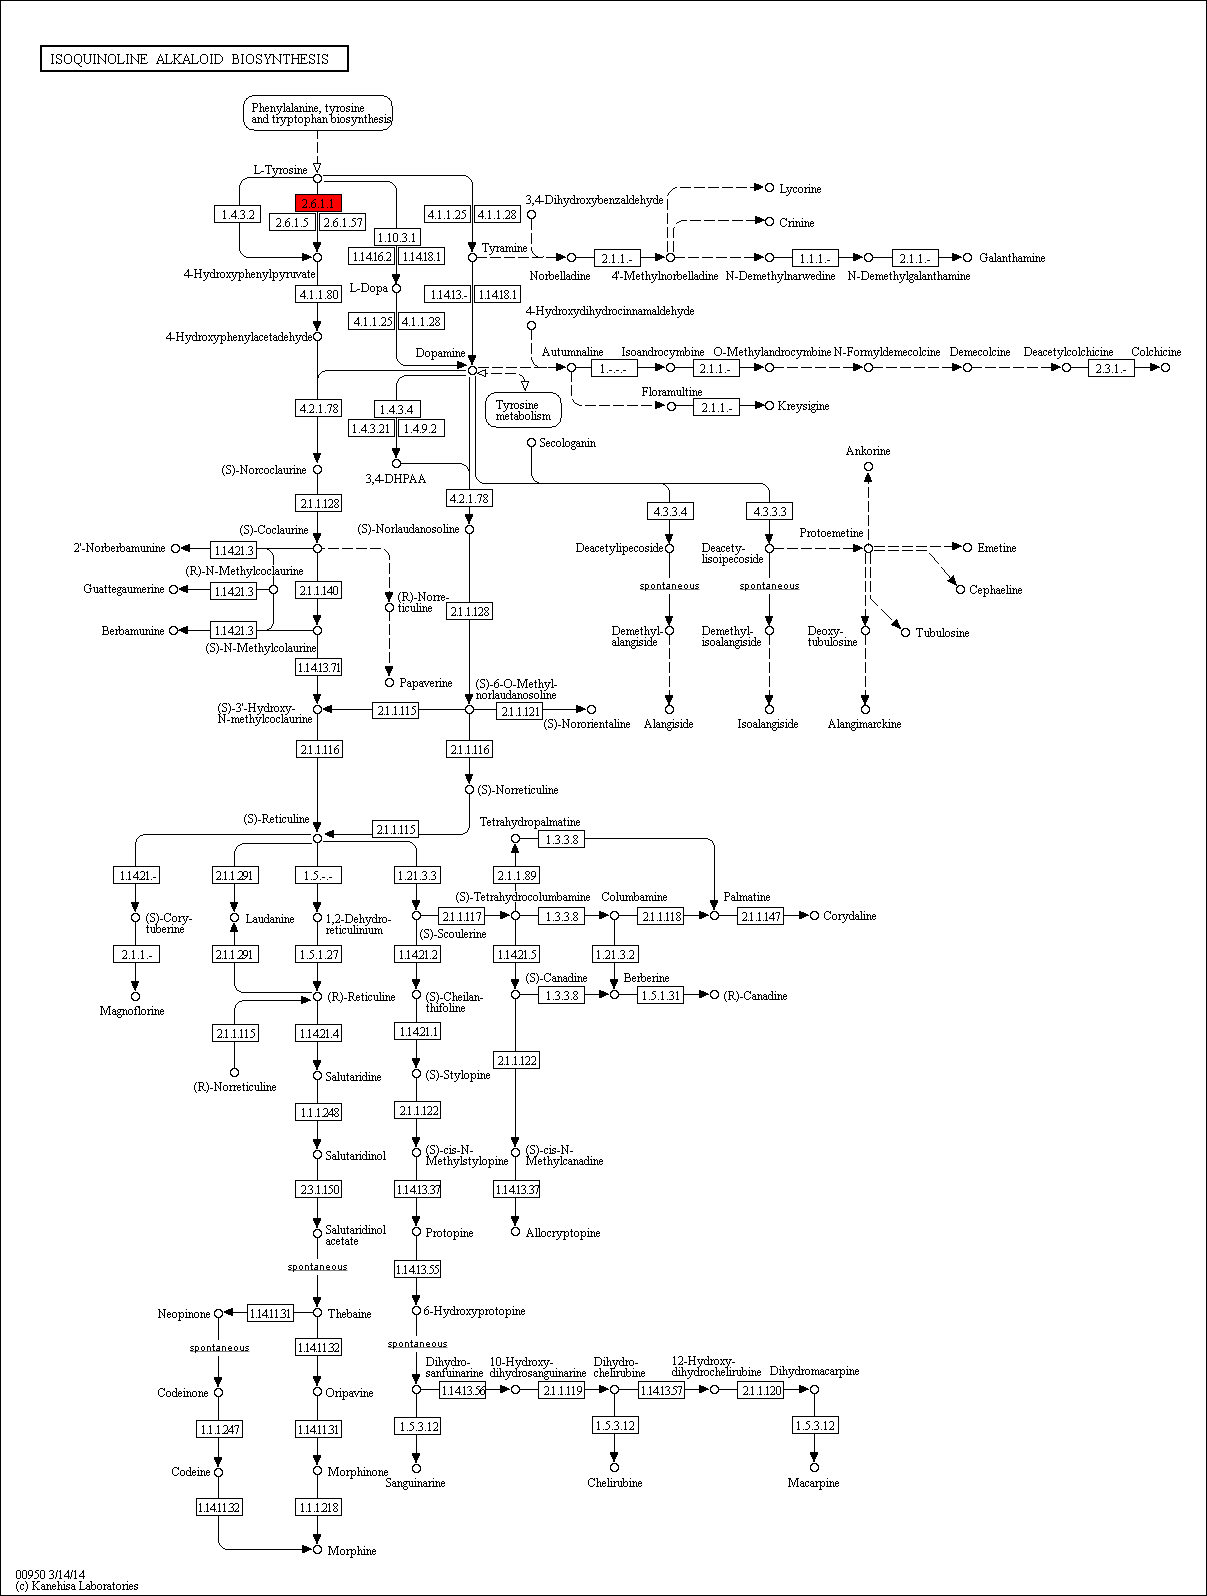 ISOQUINOLINE ALKALOID BIOSYNTHESIS
Phenylalanine, tyrosine
and tryptophan biosynthesis
L-Tyrosine
Lycorine
2.6.1.1
3,4-Dihydroxybenzaldehyde
1.4.3.2
2.6.1.5
2.6.1.57
4.1.1.25
4.1.1.28
Crinine
1.10.3.1
Tyramine
1.14.16.2
1.14.18.1
2.1.1.-
1.1.1.-
2.1.1.-
Galanthamine
4-Hydroxyphenylpyruvate
Norbelladine
4'-Methylnorbelladine
N-Demethylnarwedine
N-Demethylgalanthamine
L-Dopa
4.1.1.80
1.14.13.-
1.14.18.1
4-Hydroxydihydrocinnamaldehyde
4.1.1.25
4.1.1.28
4-Hydroxyphenylacetadehyde
Dopamine
Autumnaline
Isoandrocymbine
O-Methylandrocymbine
N-Formyldemecolcine
Demecolcine
Deacetylcolchicine
Colchicine
1.-.-.-
2.1.1.-
2.3.1.-
Floramultine
4.2.1.78
1.4.3.4
Tyrosine
metabolism
2.1.1.-
Kreysigine
1.4.3.21
1.4.9.2
Secologanin
Ankorine
(S)-Norcoclaurine
3,4-DHPAA
4.2.1.78
2.1.1.128
4.3.3.4
4.3.3.3
(S)-Coclaurine
(S)-Norlaudanosoline
Protoemetine
2'-Norberbamunine
1.14.21.3
Deacetylipecoside
Deacety-
lisoipecoside
Emetine
(R)-N-Methylcoclaurine
Guattegaumerine
1.14.21.3
2.1.1.140
spontaneous
spontaneous
Cephaeline
(R)-Norre-
ticuline
2.1.1.128
Berbamunine
1.14.21.3
Demethyl-
alangiside
Demethyl-
isoalangiside
Deoxy-
tubulosine
Tubulosine
(S)-N-Methylcolaurine
1.14.13.71
Papaverine
(S)-6-O-Methyl-
norlaudanosoline
(S)-3'-Hydroxy-
N-methylcoclaurine
2.1.1.115
2.1.1.121
(S)-Nororientaline
Alangiside
Isoalangiside
Alangimarckine
2.1.1.116
2.1.1.116
(S)-Norreticuline
(S)-Reticuline
2.1.1.115
Tetrahydropalmatine
1.3.3.8
1.14.21.-
2.1.1.291
1.5.-.-
1.21.3.3
2.1.1.89
(S)-Tetrahydrocolumbamine
Columbamine
Palmatine
(S)-Cory-
tuberine
Laudanine
1,2-Dehydro-
reticulinium
2.1.1.117
1.3.3.8
2.1.1.118
2.1.1.147
Corydaline
(S)-Scoulerine
2.1.1.-
2.1.1.291
1.5.1.27
1.14.21.2
1.14.21.5
1.21.3.2
(S)-Canadine
Berberine
Magnoflorine
(R)-Reticuline
(S)-Cheilan-
thifoline
1.3.3.8
1.5.1.31
(R)-Canadine
2.1.1.115
1.14.21.4
1.14.21.1
2.1.1.122
(R)-Norreticuline
Salutaridine
(S)-Stylopine
1.1.1.248
2.1.1.122
Salutaridinol
(S)-cis-N-
Methylstylopine
(S)-cis-N-
Methylcanadine
2.3.1.150
1.14.13.37
1.14.13.37
Salutaridinol
acetate
Protopine
Allocryptopine
spontaneous
1.14.13.55
Neopinone
1.14.11.31
Thebaine
6-Hydroxyprotopine
spontaneous
1.14.11.32
spontaneous
Dihydro-
sanfuinarine
10-Hydroxy-
dihydrosanguinarine
Dihydro-
chelirubine
12-Hydroxy-
dihydrochelirubine
Dihydromacarpine
Codeinone
Oripavine
1.14.13.56
2.1.1.119
1.14.13.57
2.1.1.120
1.1.1.247
1.14.11.31
1.5.3.12
1.5.3.12
1.5.3.12
Codeine
Morphinone
Sanguinarine
Chelirubine
Macarpine
1.14.11.32
1.1.1.218
Morphine
00950 3/14/14
(c) Kanehisa Laboratories